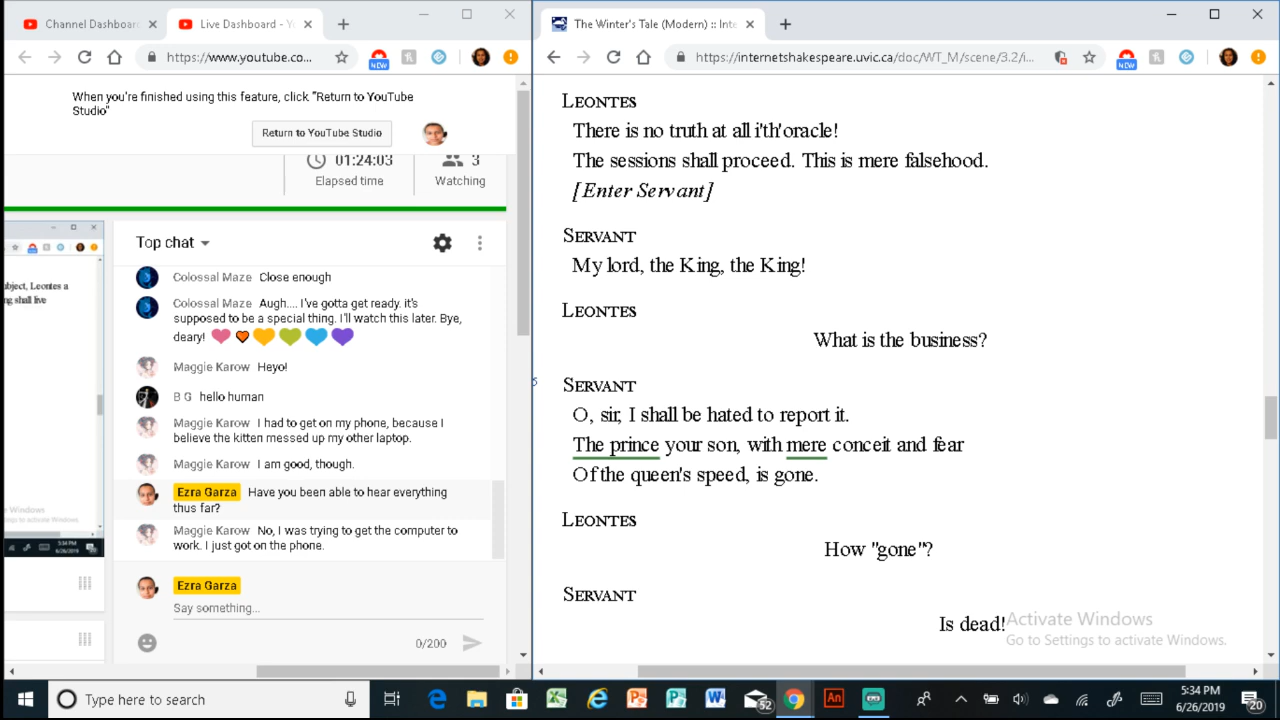 Channel Dashboard
Live Dashboard - Y
The Winter's Tale (Modern) :: Inte
https://www.youtube.co...
NEW
https://internetshakespeare.uvic.ca/doc/WT_M/scene/3.2/i...
NEW
When you're finished using this feature, click "Return to YouTube
Studio"
Return to YouTube Studio
01:24:03
3
Elapsed time
Watching
Top chat
bject, Leontes a
ng shall live
Colossal Maze Close enough
Colossal Maze Augh.... I've gotta get ready. it's
supposed to be a special thing. I'll watch this later. Bye,
deary!
Maggie Karow Heyo!
B G hello human
Maggie Karow I had to get on my phone, because I
believe the kitten messed up my other laptop.
Maggie Karow I am good, though.
Ezra Garza Have you been able to hear everything
thus far?
Maggie Karow No, I was trying to get the computer to
work. I just got on the phone.
Ezra Garza
Say something...
0/200
LEONTES
There is no truth at all i'th'oracle!
The sessions shall proceed. This is mere falsehood.
[Enter Servant]
SERVANT
My lord, the King, the King!
LEONTES
What is the business?
SERVANT
O, sir, I shall be hated to report it.
The prince your son, with mere conceit and fear
Of the queen's speed, is gone.
LEONTES
How "gone"?
SERVANT
Is dead!
Activate Windows
Go to Settings to activate Windows.
Type here to search
52
An
5:34 PM
6/26/2019
20